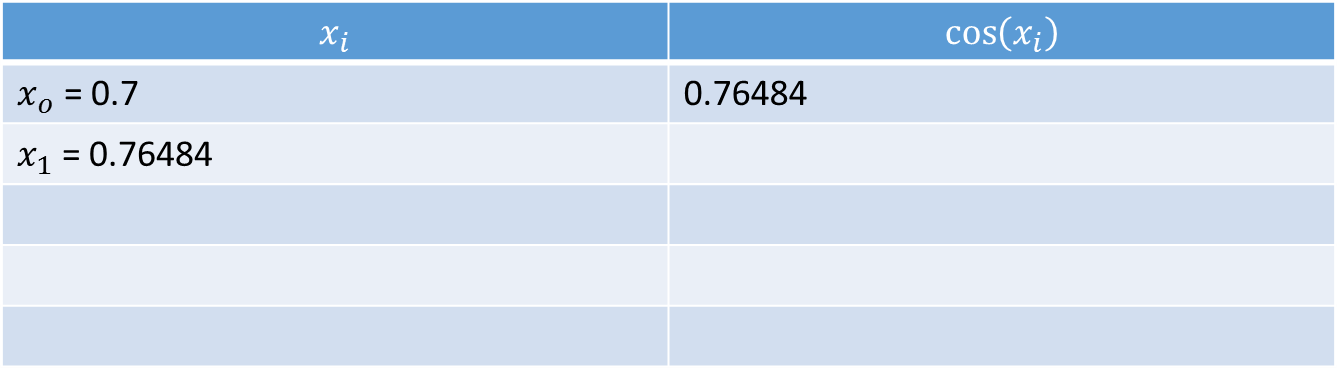 xᵢ cos(xᵢ)
xₒ = 0.7 0.76484
x₁ = 0.76484